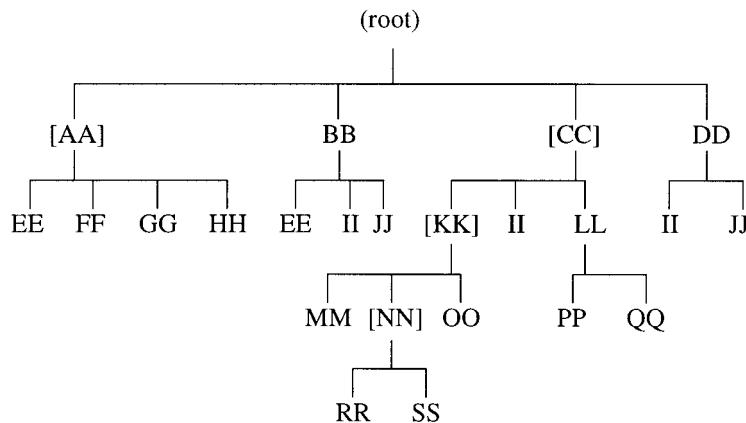 (root)
[AA] BB [CC] DD
EE FF GG HH EE II JJ [KK] II LL II JJ
MM [NN] OO PP QQ
RR SS